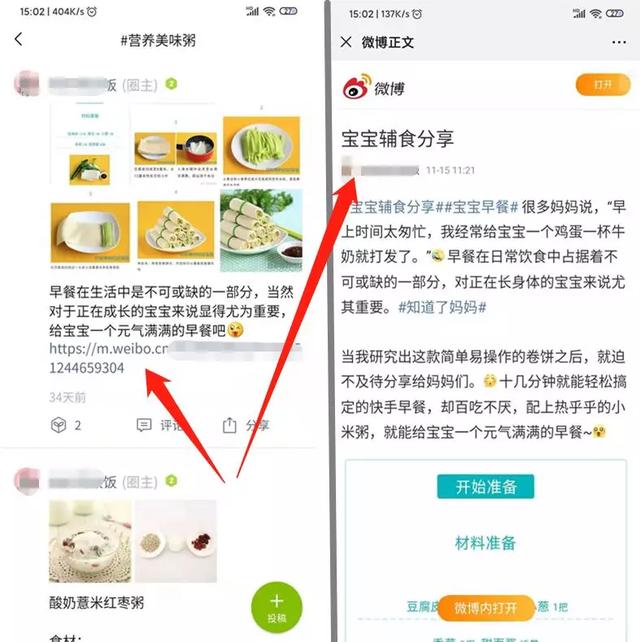 15:02 | 404K/s
27
#营养美味粥
饭 (圈主) 2
材料准备
早餐在生活中是不可或缺的一部分，当然
对于正在成长的宝宝来说显得尤为重要，
给宝宝一个元气满满的早餐吧
https://m.weibo.cn
1244659304
34天前
2
评论
分享
饭 (圈主) 2
酸奶薏米红枣粥
食材：
+
投稿
15:02 | 137K/s
27
微博正文
微博
打开
宝宝辅食分享
11-15 11:21
宝宝辅食分享##宝宝早餐# 很多妈妈说，“早
上时间太匆忙，我经常给宝宝一个鸡蛋一杯牛
奶就打发了。”早餐在日常饮食中占据着不
可或缺的一部分，对正在长身体的宝宝来说尤
其重要。#知道了妈妈#
当我研究出这款简单易操作的卷饼之后，就迫
不及待分享给妈妈们。十几分钟就能轻松搞
定的快手早餐，却百吃不厌，配上热乎乎的小
米粥，就能给宝宝一个元气满满的早餐~
开始准备
材料准备
豆腐皮
葱 1把
微博内打开